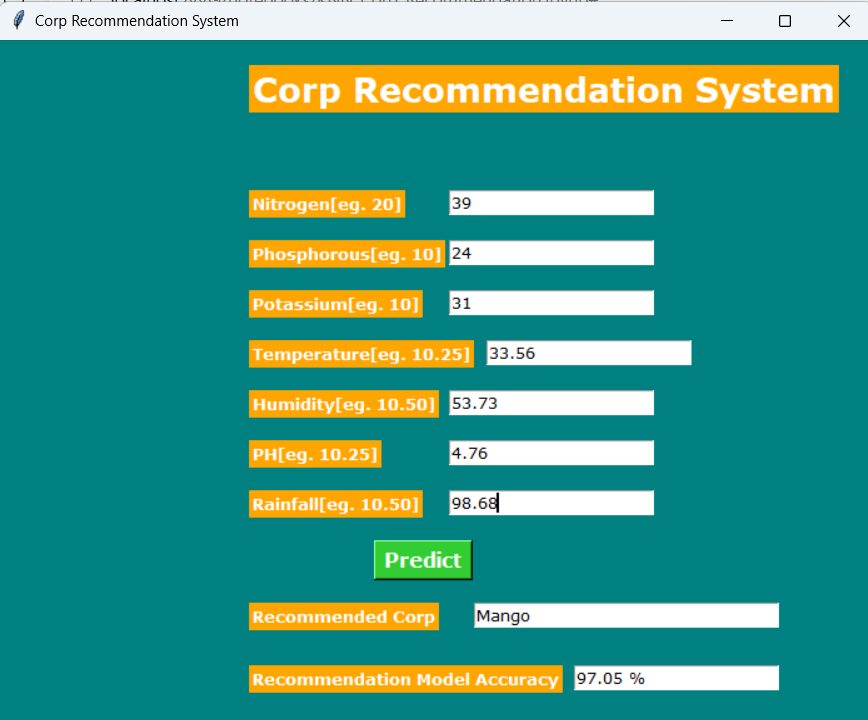 Corp Recommendation System
Corp Recommendation System
Nitrogen[eg. 20] 39
Phosphorous[eg. 10] 24
Potassium[eg. 10] 31
Temperature[eg. 10.25] 33.56
Humidity[eg. 10.50] 53.73
PH[eg. 10.25] 4.76
Rainfall[eg. 10.50] 98.68
Predict
Recommended Corp Mango
Recommendation Model Accuracy 97.05 %